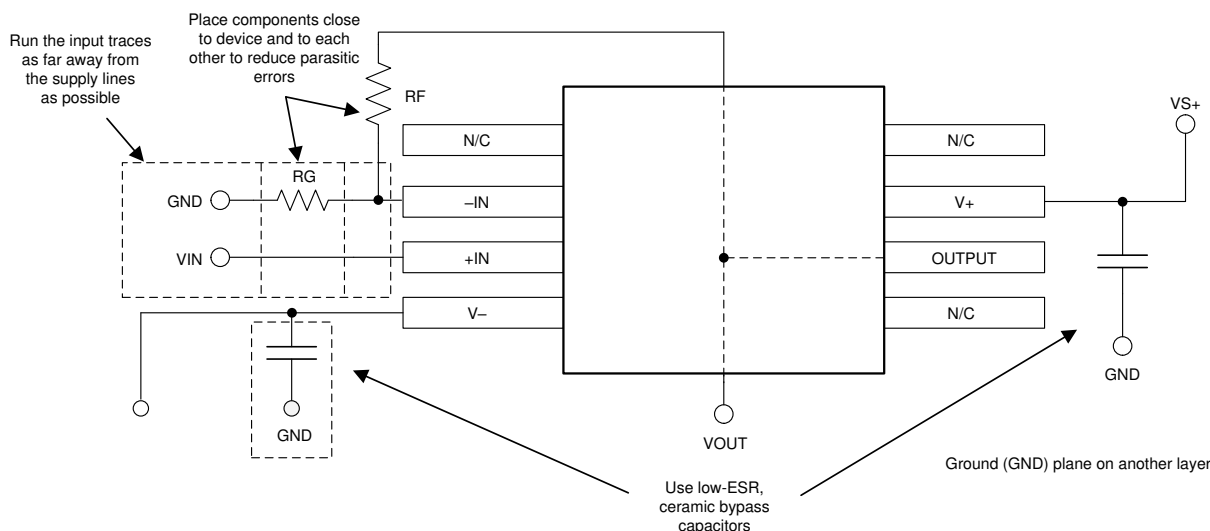 Place components close
to device and to each
other to reduce parasitic
errors
Run the input traces
as far away from
the supply lines
as possible
RF
VS+
N/C
N/C
RG
GND
–IN
V+
VIN
+IN
OUTPUT
V–
N/C
GND
GND
VOUT
Ground (GND) plane on another layer
Use low-ESR,
ceramic bypass
capacitors